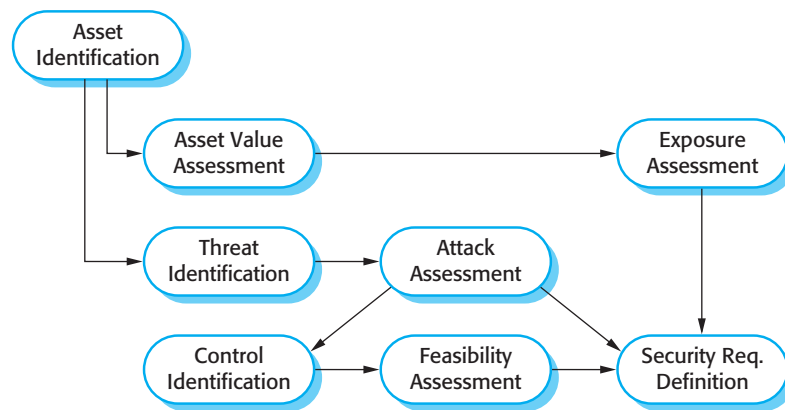 Asset
Identification
Asset Value
Assessment
Exposure
Assessment
Threat
Identification
Attack
Assessment
Control
Identification
Feasibility
Assessment
Security Req.
Definition